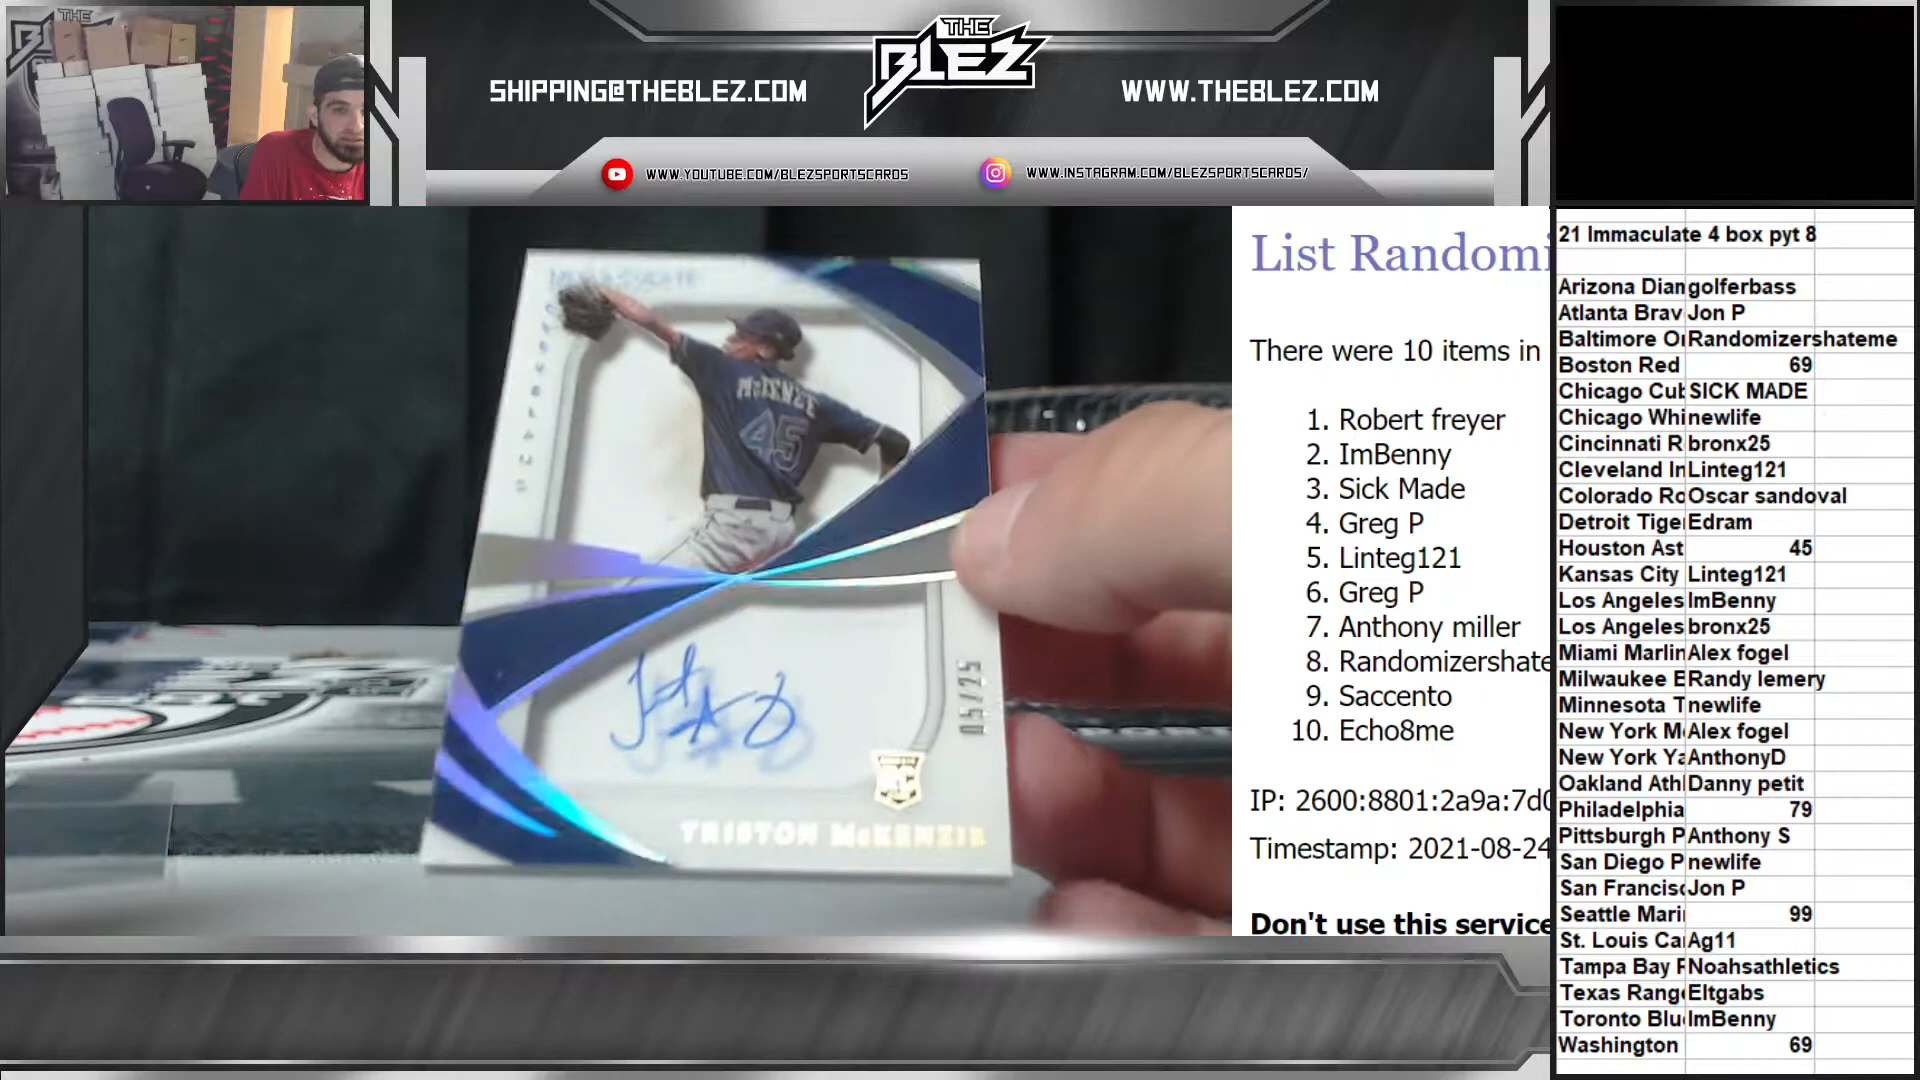 THE
BLEZ
SHIPPING@THEBLEZ.COM
WWW.THEBLEZ.COM
WWW.YOUTUBE.COM/BLEZSPORTSCARDS
WWW.INSTAGRAM.COM/BLEZSPORTSCARDS/
McKENZIE
45
05/25
RC
TRISTON McKENZIE
List Randomi
There were 10 items in
1. Robert freyer
2. ImBenny
3. Sick Made
4. Greg P
5. Linteg121
6. Greg P
7. Anthony miller
8. Randomizershate
9. Saccento
10. Echo8me
IP: 2600:8801:2a9a:7d0
Timestamp: 2021-08-24
Don't use this service
21 Immaculate 4 box pyt 8
Arizona Diam golferbass
Atlanta Brav Jon P
Baltimore Or Randomizershateme
Boston Red 69
Chicago Cub SICK MADE
Chicago Whi newlife
Cincinnati R bronx25
Cleveland In Linteg121
Colorado Ro Oscar sandoval
Detroit Tige Edram
Houston Ast 45
Kansas City Linteg121
Los Angeles ImBenny
Los Angeles bronx25
Miami Marlin Alex fogel
Milwaukee B Randy lemery
Minnesota T newlife
New York M Alex fogel
New York Ya AnthonyD
Oakland Athl Danny petit
Philadelphia 79
Pittsburgh P Anthony S
San Diego P newlife
San Francisc Jon P
Seattle Mari 99
St. Louis Ca Ag11
Tampa Bay R Noahsathletics
Texas Range Eltgabs
Toronto Blu ImBenny
Washington 69